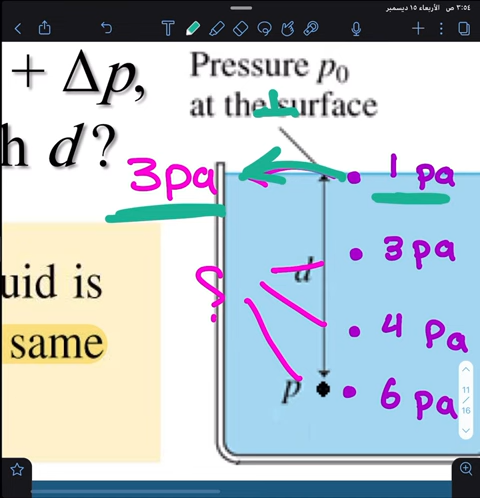 ٣:٥٤ ص الأربعاء ١٥ ديسمبر
+ Δp,
h d?
Pressure p0
at the surface
3pa
1 pa
3 pa
d
?
4 Pa
p
6 pa
uid is
same
11
/
16